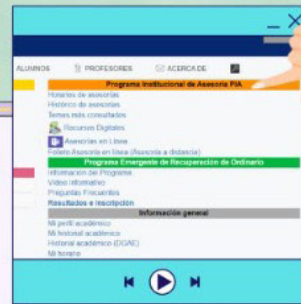 ALUMNOS PROFESORES ACERCA DE
Programa Institucional de Asesoría PIA
Horarios de asesorías
Histórico de asesorías
Temas más consultados
Recursos Digitales
Asesorías en Línea
Folleto Asesoría en línea (Asesoría a distancia)
Programa Emergente de Recuperación de Ordinario
Información del Programa
Video informativo
Preguntas Frecuentes
Resultados e inscripción
Información general
Mi perfil académico
Mi historial académico
Historial académico (DGAE)
Mi horario